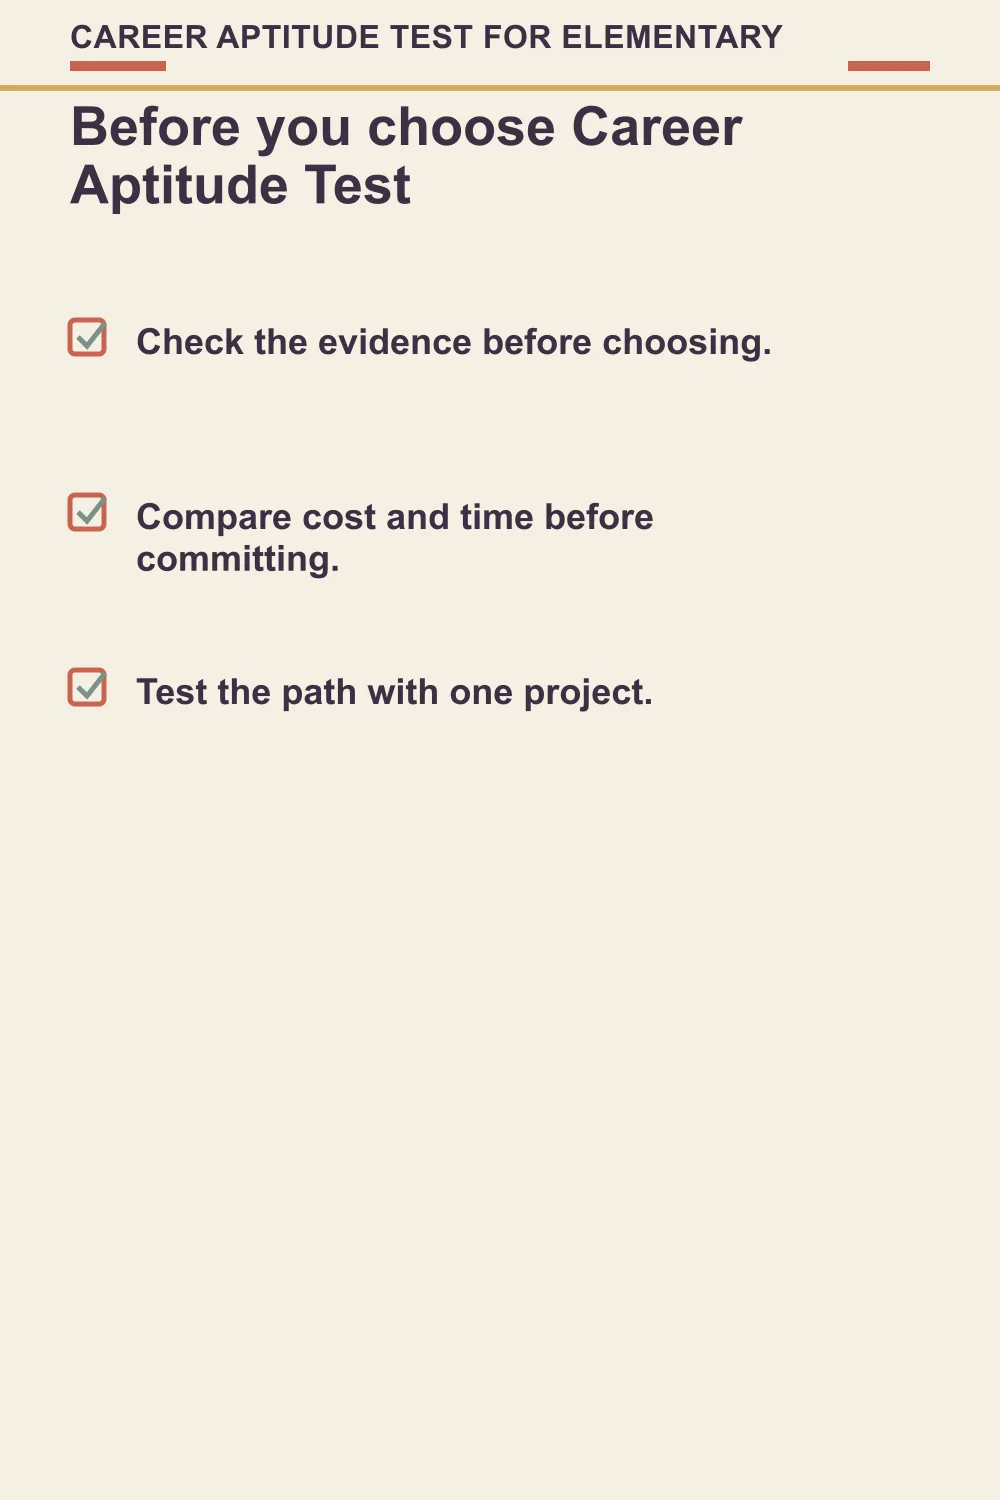 CAREER APTITUDE TEST FOR ELEMENTARY
Before you choose Career
Aptitude Test
Check the evidence before choosing.
Compare cost and time before
committing.
Test the path with one project.